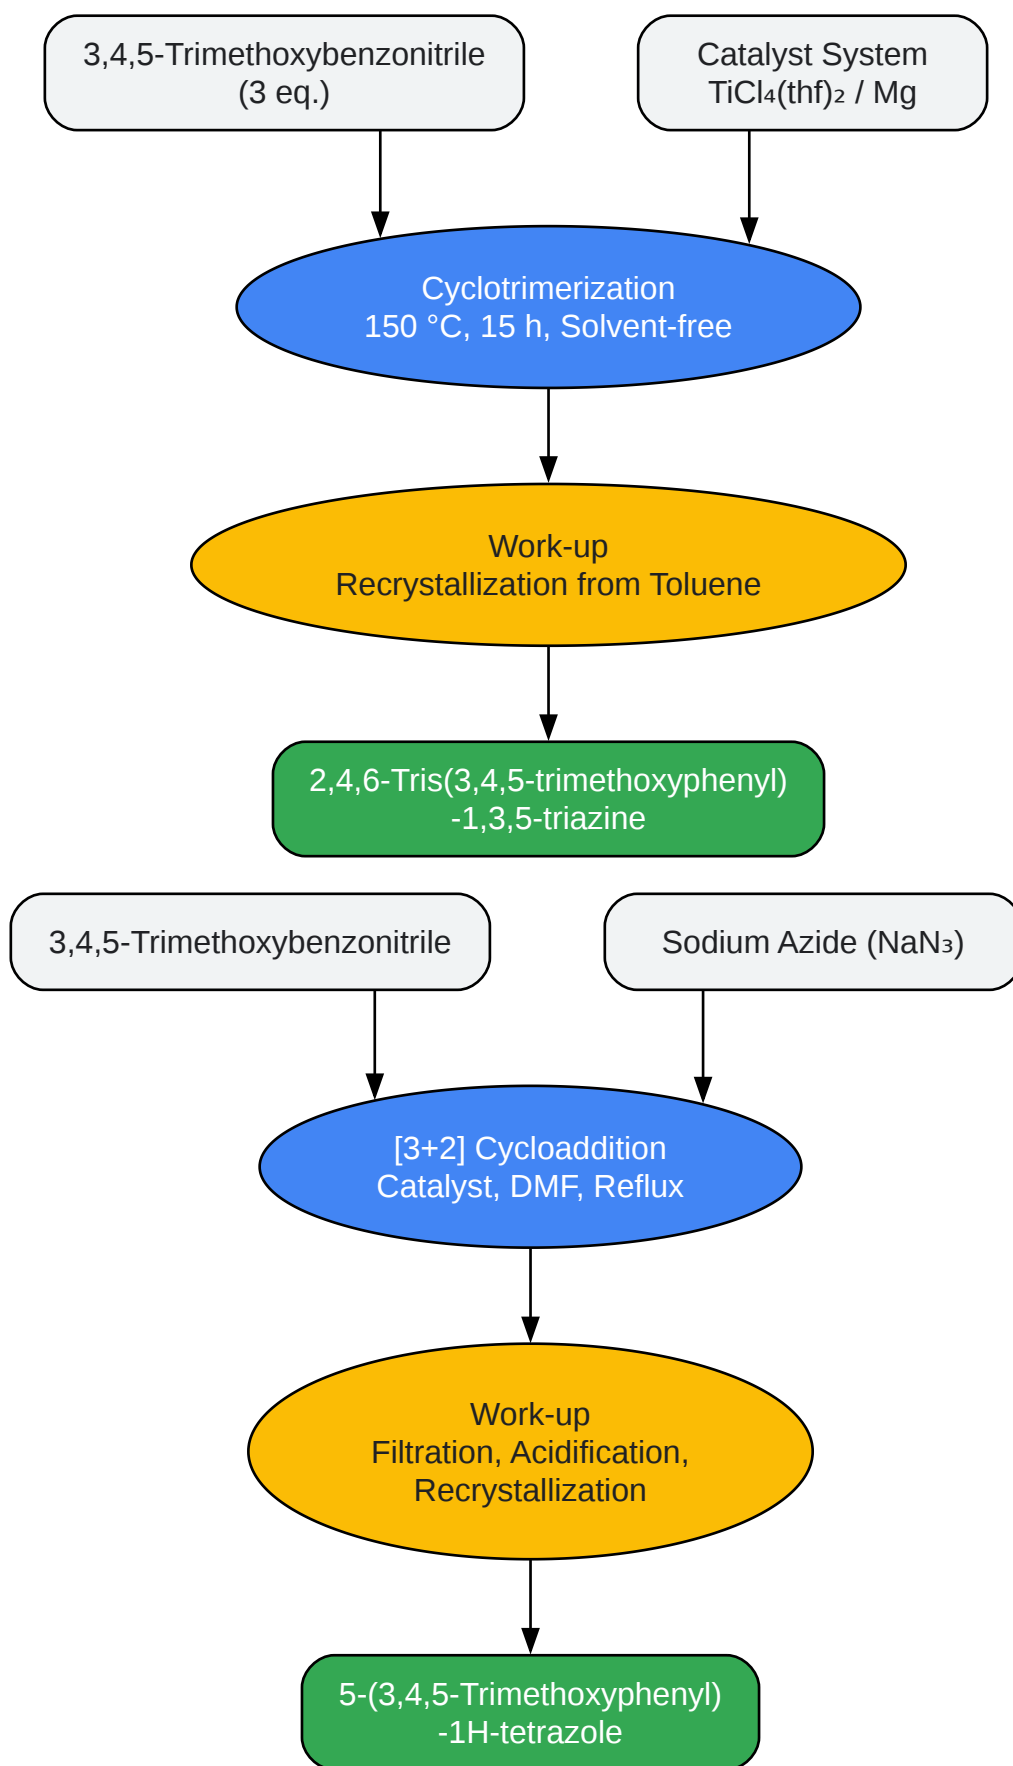 3,4,5-Trimethoxybenzonitrile
(3 eq.)
Catalyst System
TiCl₄(thf)₂ / Mg
Cyclotrimerization
150 °C, 15 h, Solvent-free
Work-up
Recrystallization from Toluene
2,4,6-Tris(3,4,5-trimethoxyphenyl)
-1,3,5-triazine
3,4,5-Trimethoxybenzonitrile
Sodium Azide (NaN₃)
[3+2] Cycloaddition
Catalyst, DMF, Reflux
Work-up
Filtration, Acidification,
Recrystallization
5-(3,4,5-Trimethoxyphenyl)
-1H-tetrazole